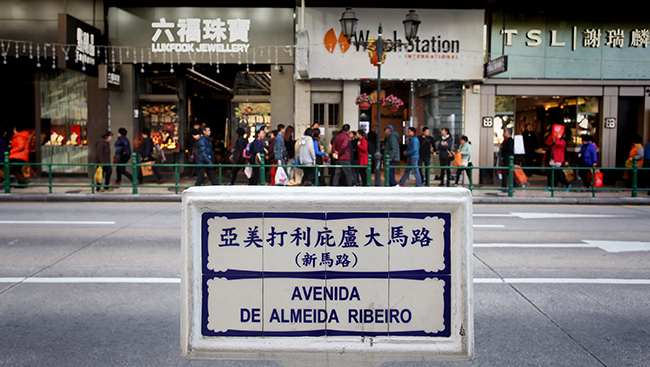 六福珠寶
LUKFOOK JEWELLERY
Watch Station
INTERNATIONAL
TSL | 謝瑞麟
亞美打利庇盧大馬路
(新馬路)
AVENIDA
DE ALMEIDA RIBEIRO